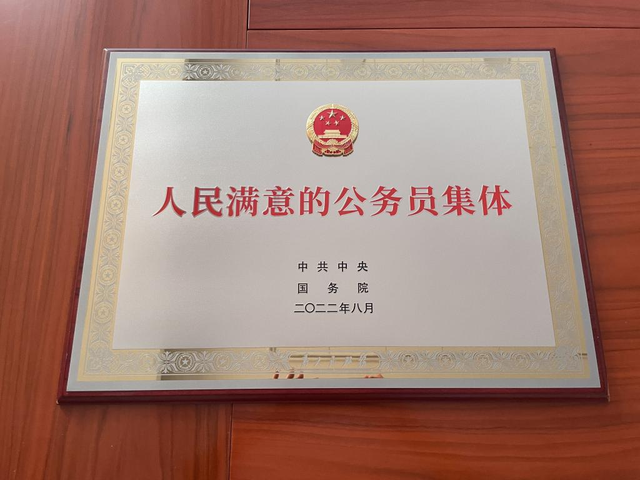 人民满意的公务员集体
中共中央
国务院
二〇二二年八月